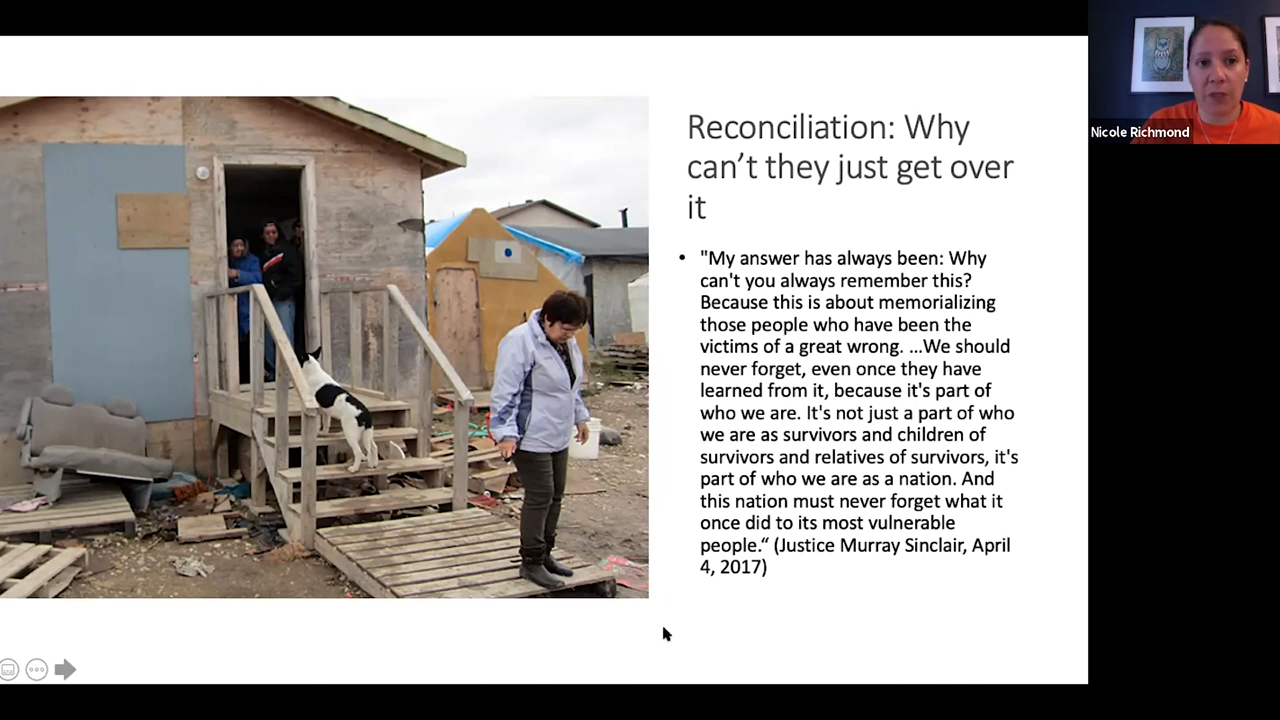 Nicole Richmond
Reconciliation: Why
can’t they just get over
it
• "My answer has always been: Why
can't you always remember this?
Because this is about memorializing
those people who have been the
victims of a great wrong. …We should
never forget, even once they have
learned from it, because it's part of
who we are. It's not just a part of who
we are as survivors and children of
survivors and relatives of survivors, it's
part of who we are as a nation. And
this nation must never forget what it
once did to its most vulnerable
people.“ (Justice Murray Sinclair, April
4, 2017)